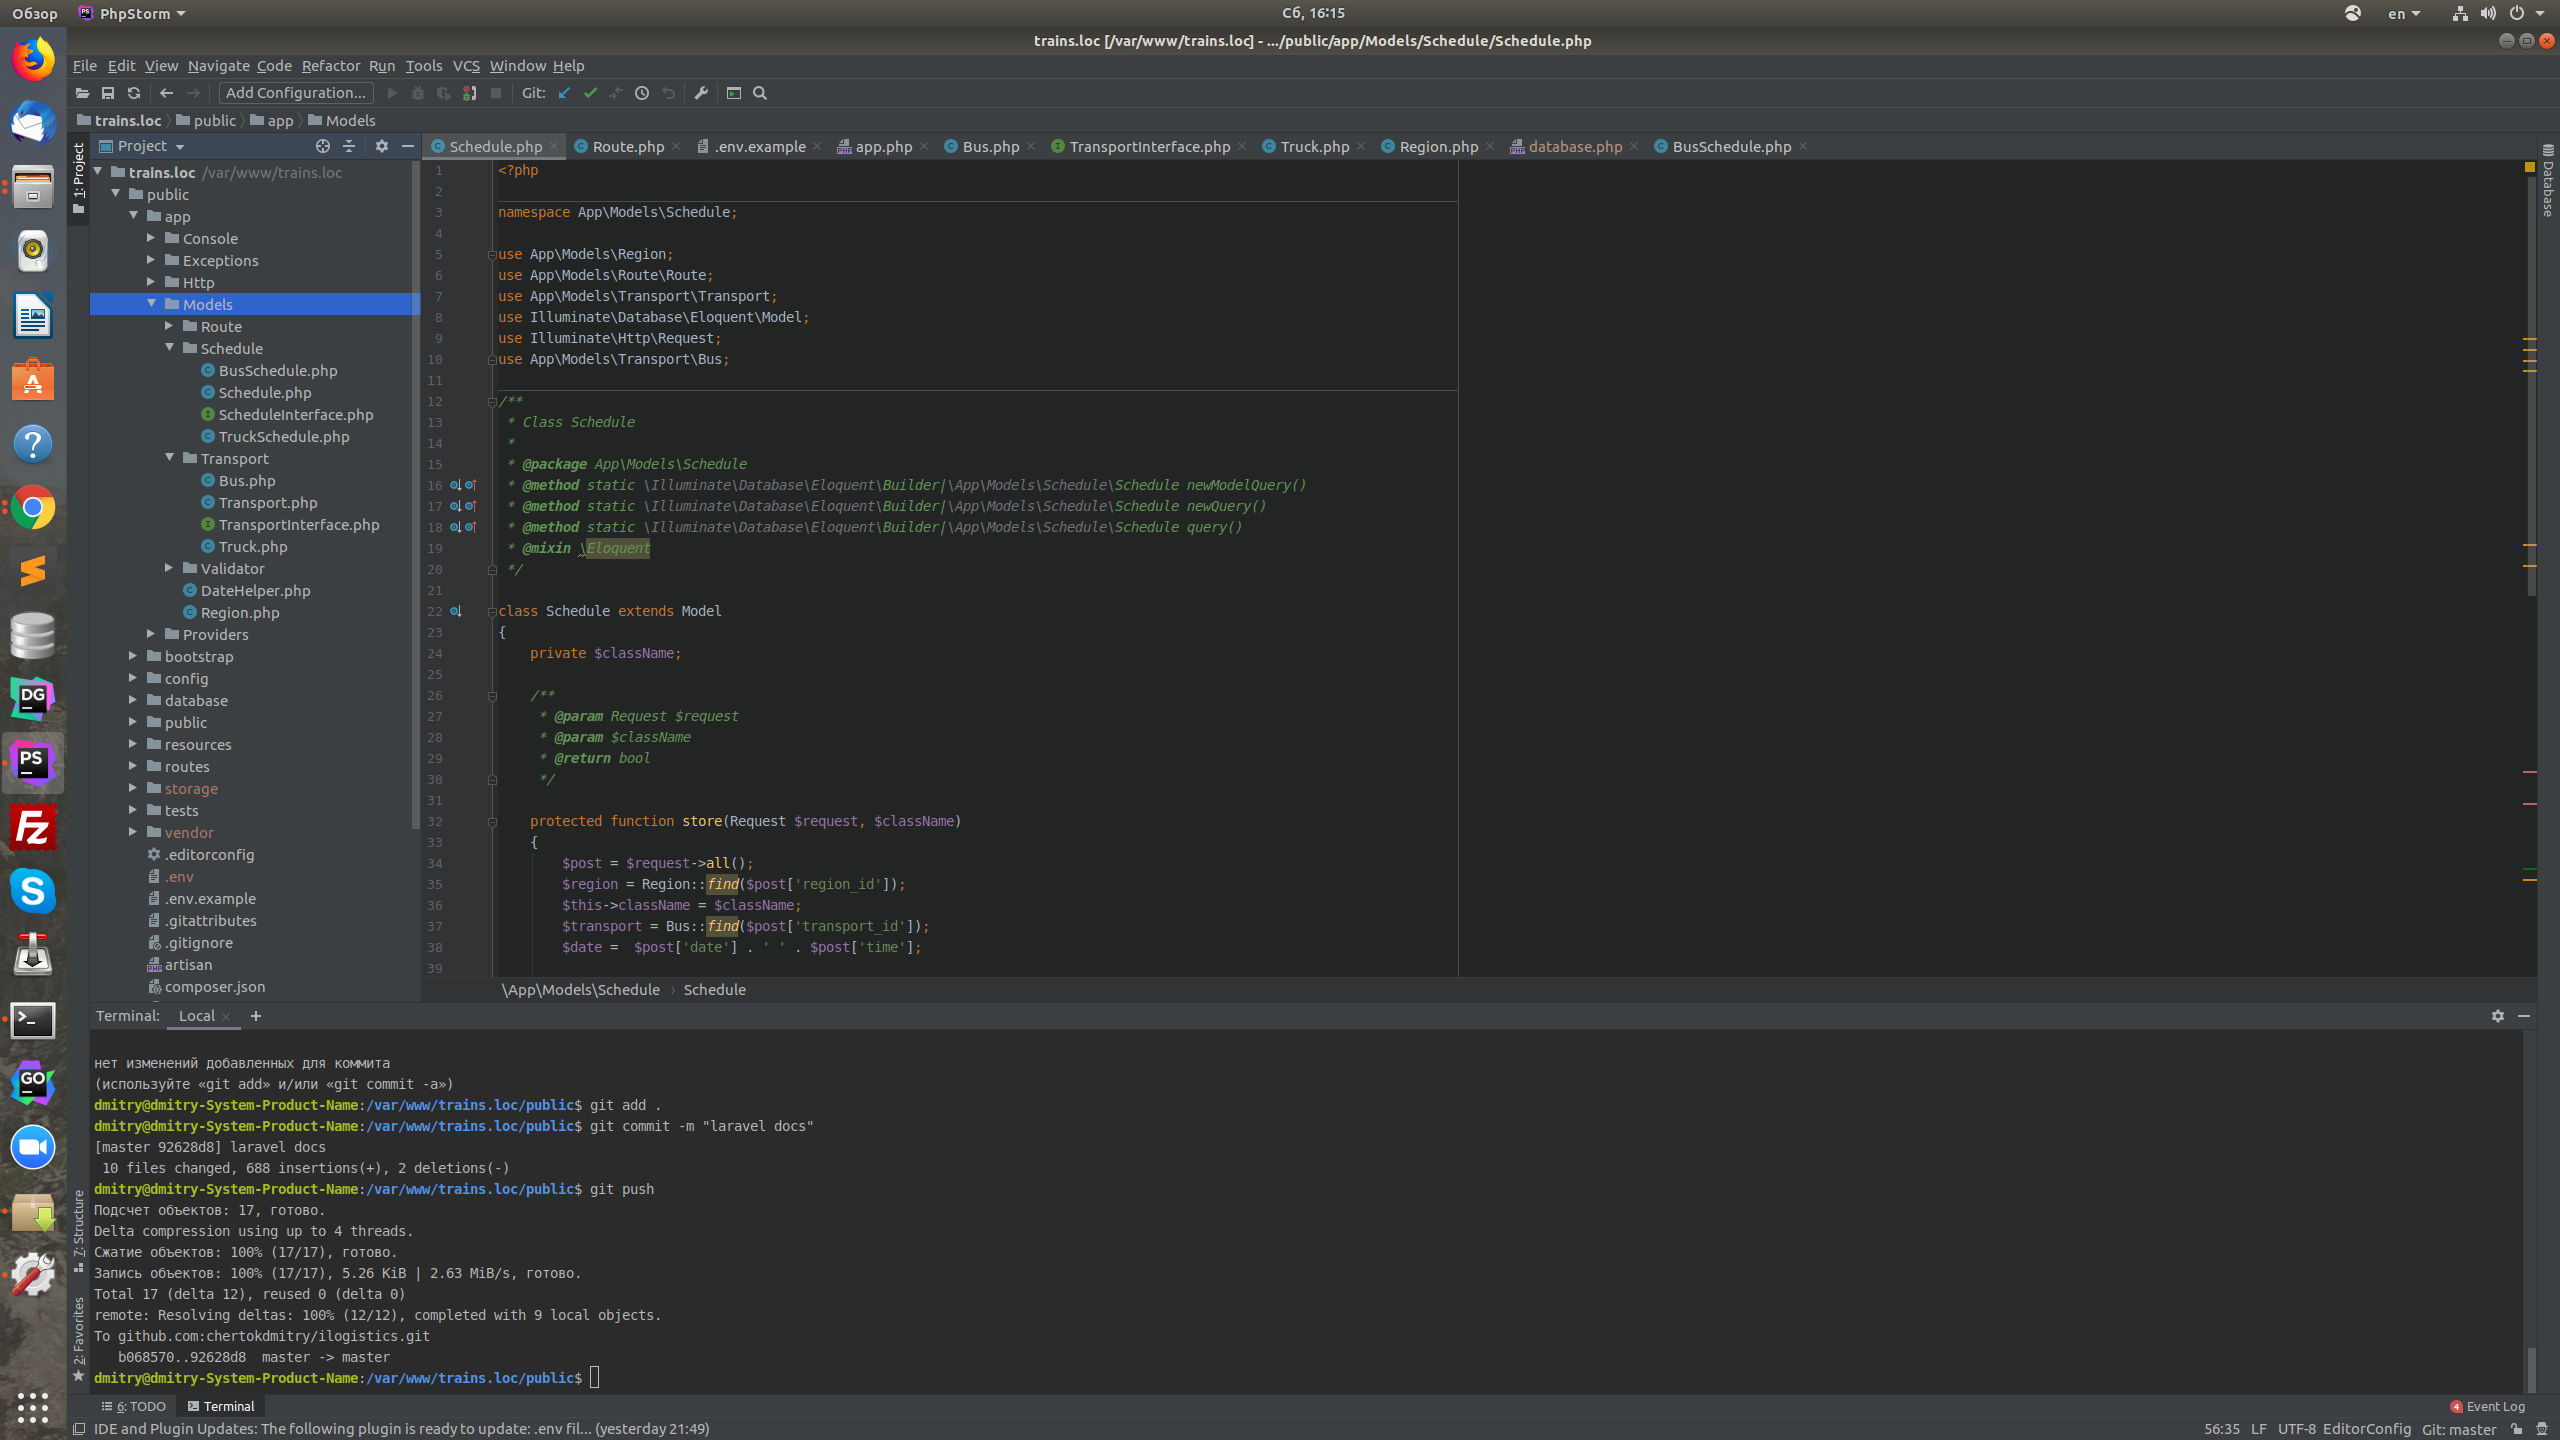 Обзор PhpStorm Сб, 16:15 en
trains.loc [/var/www/trains.loc] - .../public/app/Models/Schedule/Schedule.php
File Edit View Navigate Code Refactor Run Tools VCS Window Help
Add Configuration... Git:
trains.loc public app Models
1: Project
Project
trains.loc /var/www/trains.loc
public
app
Console
Exceptions
Http
Models
Route
Schedule
BusSchedule.php
Schedule.php
ScheduleInterface.php
TruckSchedule.php
Transport
Bus.php
Transport.php
TransportInterface.php
Truck.php
Validator
DateHelper.php
Region.php
Providers
bootstrap
config
database
public
resources
routes
storage
tests
vendor
.editorconfig
.env
.env.example
.gitattributes
.gitignore
artisan
composer.json
Schedule.php Route.php .env.example app.php Bus.php TransportInterface.php Truck.php Region.php database.php BusSchedule.php
Database
1 <?php
2
3 namespace App\Models\Schedule;
4
5 use App\Models\Region;
6 use App\Models\Route\Route;
7 use App\Models\Transport\Transport;
8 use Illuminate\Database\Eloquent\Model;
9 use Illuminate\Http\Request;
10 use App\Models\Transport\Bus;
11
12 /**
13 * Class Schedule
14 *
15 * @package App\Models\Schedule
16 * @method static \Illuminate\Database\Eloquent\Builder|\App\Models\Schedule\Schedule newModelQuery()
17 * @method static \Illuminate\Database\Eloquent\Builder|\App\Models\Schedule\Schedule newQuery()
18 * @method static \Illuminate\Database\Eloquent\Builder|\App\Models\Schedule\Schedule query()
19 * @mixin \Eloquent
20 */
21
22 class Schedule extends Model
23 {
24 private $className;
25
26 /**
27 * @param Request $request
28 * @param $className
29 * @return bool
30 */
31
32 protected function store(Request $request, $className)
33 {
34 $post = $request->all();
35 $region = Region::find($post['region_id']);
36 $this->className = $className;
37 $transport = Bus::find($post['transport_id']);
38 $date =  $post['date'] . ' ' . $post['time'];
39
\App\Models\Schedule › Schedule
Terminal: Local
нет изменений добавленных для коммита
(используйте «git add» и/или «git commit -a»)
dmitry@dmitry-System-Product-Name:/var/www/trains.loc/public$ git add .
dmitry@dmitry-System-Product-Name:/var/www/trains.loc/public$ git commit -m "laravel docs"
[master 92628d8] laravel docs
10 files changed, 688 insertions(+), 2 deletions(-)
dmitry@dmitry-System-Product-Name:/var/www/trains.loc/public$ git push
Подсчет объектов: 17, готово.
Delta compression using up to 4 threads.
Сжатие объектов: 100% (17/17), готово.
Запись объектов: 100% (17/17), 5.26 KiB | 2.63 MiB/s, готово.
Total 17 (delta 12), reused 0 (delta 0)
remote: Resolving deltas: 100% (12/12), completed with 9 local objects.
To github.com:chertokdmitry/ilogistics.git
b068570..92628d8  master -> master
dmitry@dmitry-System-Product-Name:/var/www/trains.loc/public$
7: Structure
2: Favorites
6: TODO Terminal 4 Event Log
IDE and Plugin Updates: The following plugin is ready to update: .env fil... (yesterday 21:49) 56:35 LF UTF-8 EditorConfig Git: master
DG
PS
Fz
S
GO